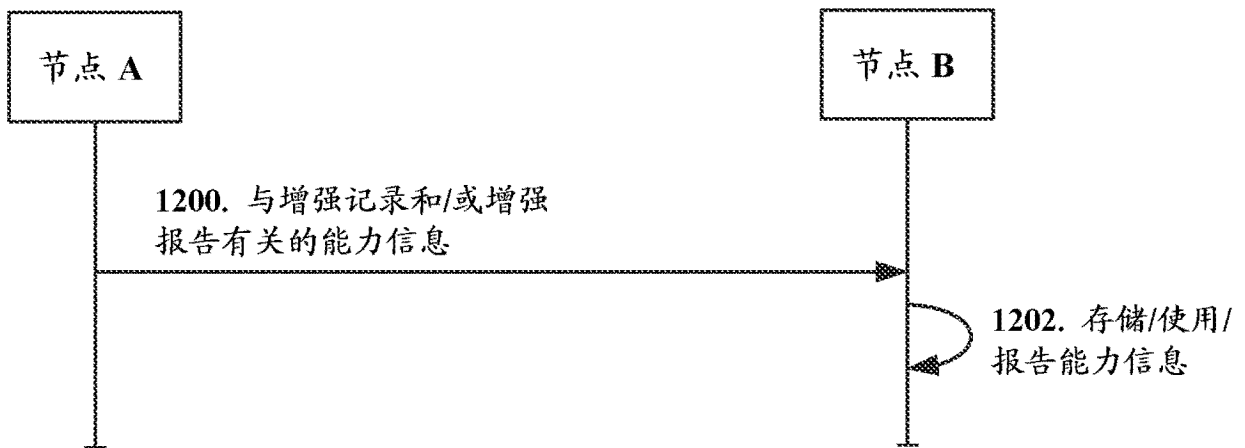 节点 A
节点 B
1200. 与增强记录和/或增强
报告有关的能力信息
1202. 存储/使用/
报告能力信息